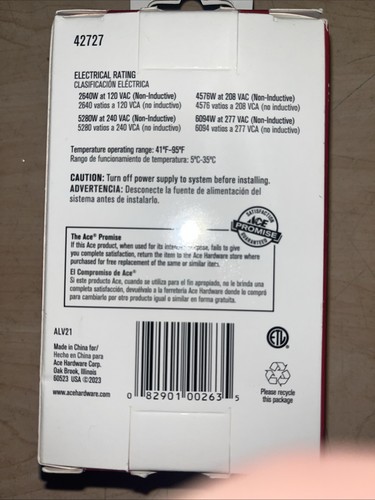 42727
ELECTRICAL RATING
CLASIFICACIÓN ELÉCTRICA
2640W at 120 VAC (Non-Inductive)
2640 vatios a 120 VCA (no inductivo)
4576W at 208 VAC (Non-Inductive)
4576 vatios a 208 VCA (no inductivo)
5280W at 240 VAC (Non-Inductive)
5280 vatios a 240 VCA (no inductivo)
6094W at 277 VAC (Non-Inductive)
6094 vatios a 277 VCA (no inductivo)
Temperature operating range: 41°F-95°F
Rango de funcionamiento de temperatura: 5°C-35°C
CAUTION: Turn off power supply to system before installing.
ADVERTENCIA: Desconecte la fuente de alimentación del
sistema antes de instalarlo.
SATISFACTION
ACE
PROMISE
GUARANTEED
The Ace® Promise
If this Ace product, when used for its intended purpose, fails to give
you complete satisfaction, return the item to the Ace Hardware store where
purchased for free replacement of the same or similar item.
El Compromiso de Ace®
Si este producto Ace, cuando se utiliza para el fin apropiado, no le brinda una
completa satisfacción, devuélvalo a la ferretería Ace Hardware donde lo compró
para cambiarlo por otro producto igual o similar en forma gratuita.
ALV21
Made in China for/
Hecho en China para
Ace Hardware Corp.
Oak Brook, Illinois
60523 USA ©2023
www.acehardware.com
0 82901 00263 5
ETL
Please recycle
this package